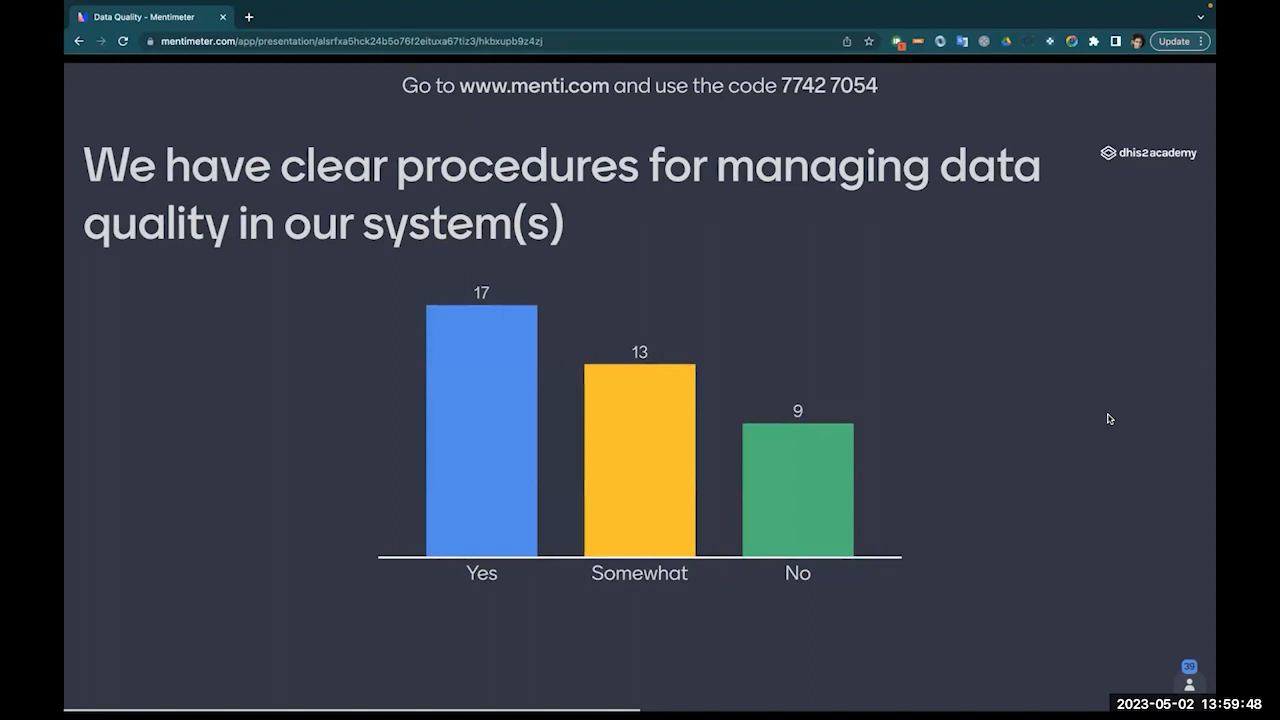 Data Quality - Mentimeter
mentimeter.com/app/presentation/alsrfxa5hck24b5o76f2eituxa67tiz3/hkbxupb9z4zj
Update
Go to www.menti.com and use the code 7742 7054
We have clear procedures for managing data
quality in our system(s)
dhis2 academy
17
13
9
Yes
Somewhat
No
39
2023-05-02 13:59:48